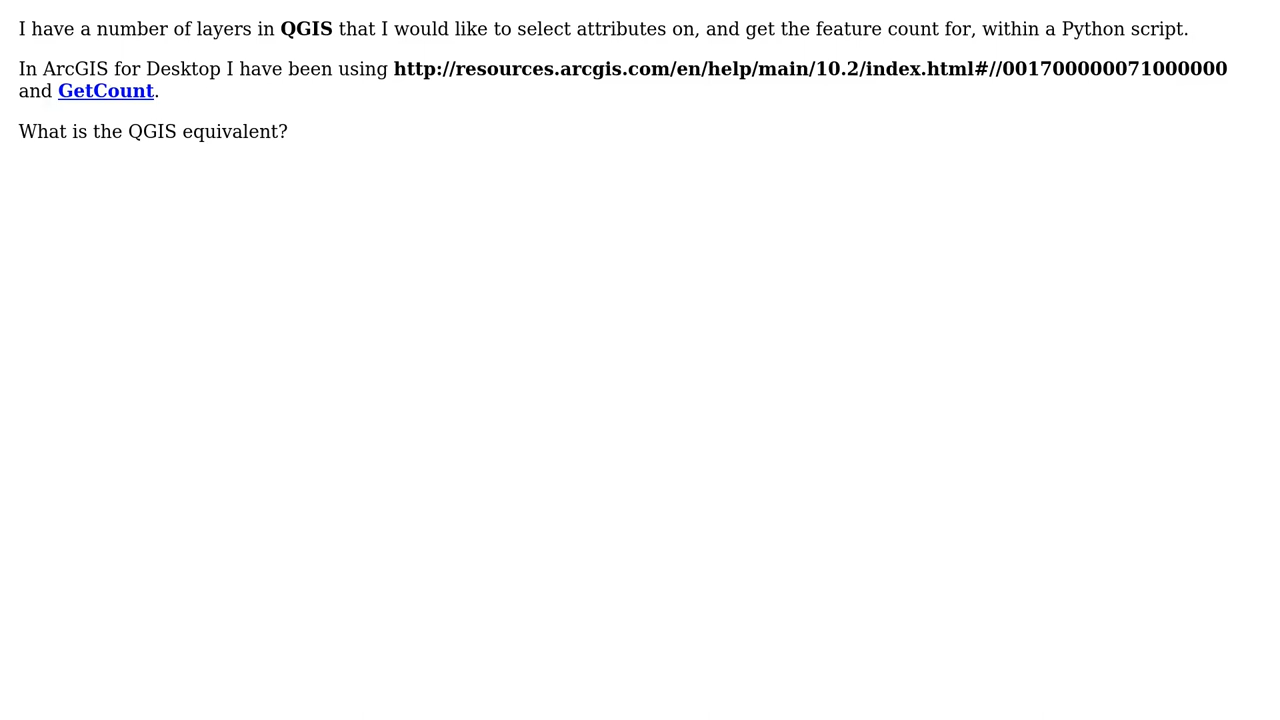 I have a number of layers in QGIS that I would like to select attributes on, and get the feature count for, within a Python script.
In ArcGIS for Desktop I have been using http://resources.arcgis.com/en/help/main/10.2/index.html#//001700000071000000
and GetCount.
What is the QGIS equivalent?